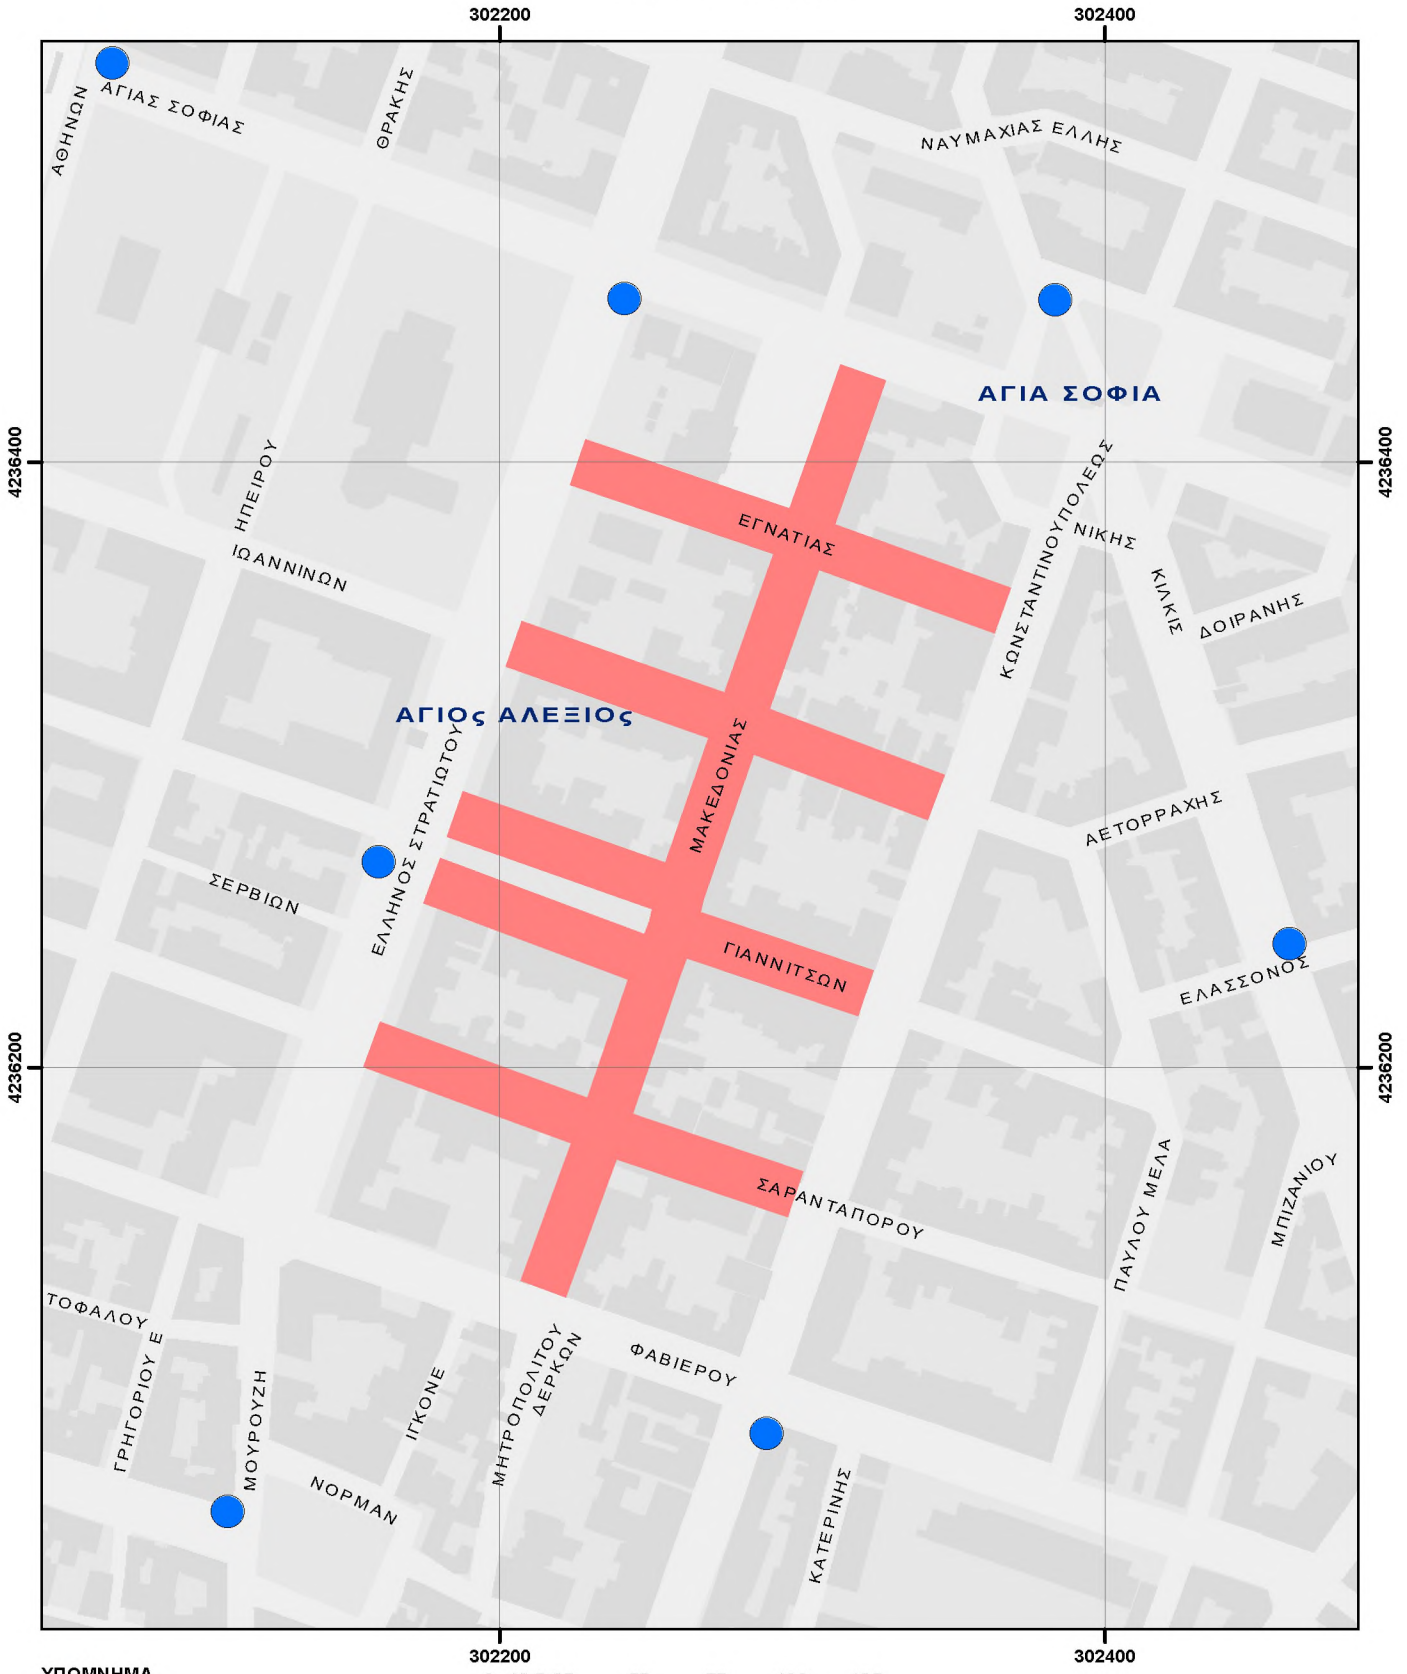 302200
302400
ΑΓΙΑΣ ΣΟΦΙΑΣ
ΑΘΗΝΩΝ
ΘΡΑΚΗΣ
ΝΑΥΜΑΧΙΑΣ ΕΛΛΗΣ
ΑΓΙΑ ΣΟΦΙΑ
4236400
4236400
ΗΠΕΙΡΟΥ
ΙΩΑΝΝΙΝΩΝ
ΕΓΝΑΤΙΑΣ
ΚΩΝΣΤΑΝΤΙΝΟΥΠΟΛΕΩΣ
ΝΙΚΗΣ
ΚΙΛΚΙΣ
ΔΟΙΡΑΝΗΣ
ΑΓΙΟς ΑΛΕΞΙΟς
ΕΛΛΗΝΟΣ ΣΤΡΑΤΙΩΤΟΥ
ΜΑΚΕΔΟΝΙΑΣ
ΑΕΤΟΡΡΑΧΗΣ
ΣΕΡΒΙΩΝ
ΓΙΑΝΝΙΤΣΩΝ
ΕΛΑΣΣΟΝΟΣ
4236200
4236200
ΣΑΡΑΝΤΑΠΟΡΟΥ
ΠΑΥΛΟΥ ΜΕΛΑ
ΜΠΙΖΑΝΙΟΥ
ΤΟΦΑΛΟΥ
ΓΡΗΓΟΡΙΟΥ Ε
ΜΟΥΡΟΥΖΗ
ΙΓΚΟΝΕ
ΜΗΤΡΟΠΟΛΙΤΟΥ
ΔΕΡΚΩΝ
ΦΑΒΙΕΡΟΥ
ΝΟΡΜΑΝ
ΚΑΤΕΡΙΝΗΣ
302200
302400
ΥΠΟΜΝΗΜΑ